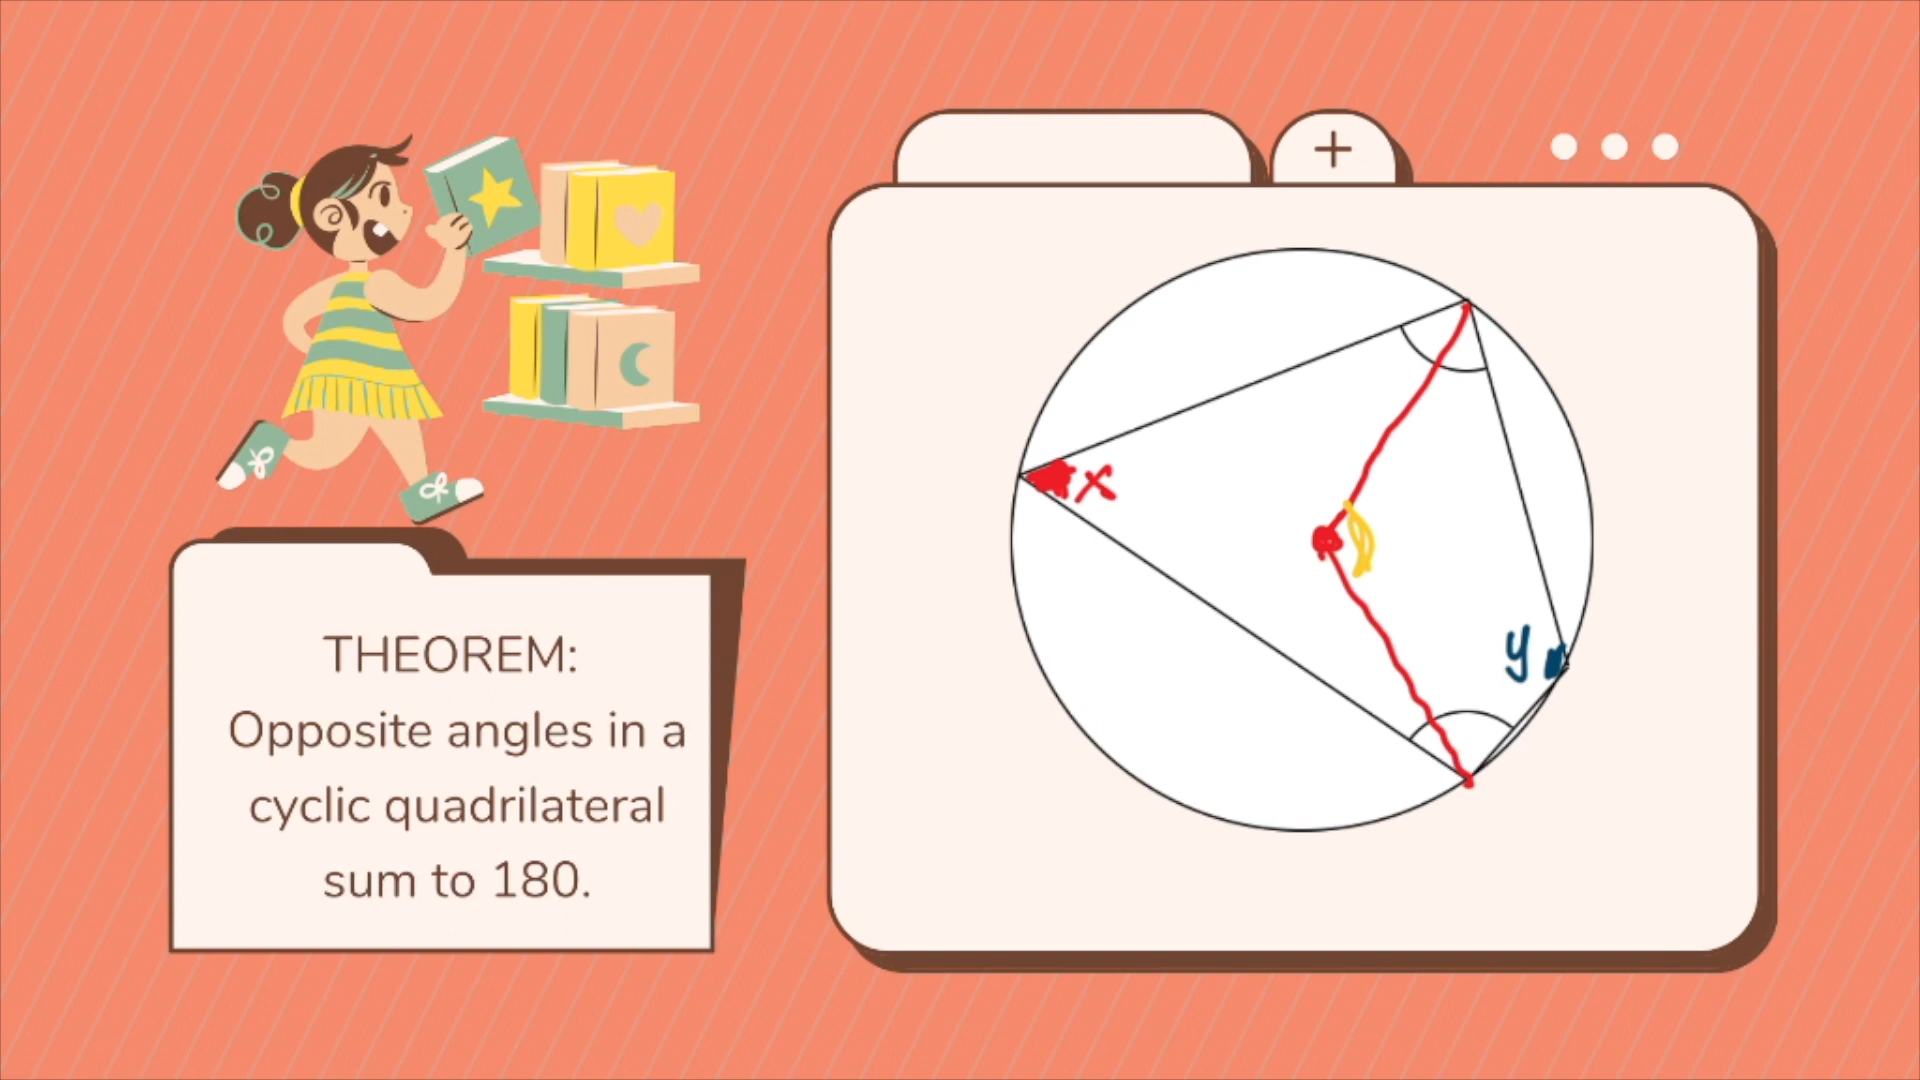 THEOREM:
Opposite angles in a
cyclic quadrilateral
sum to 180.
+
x
y